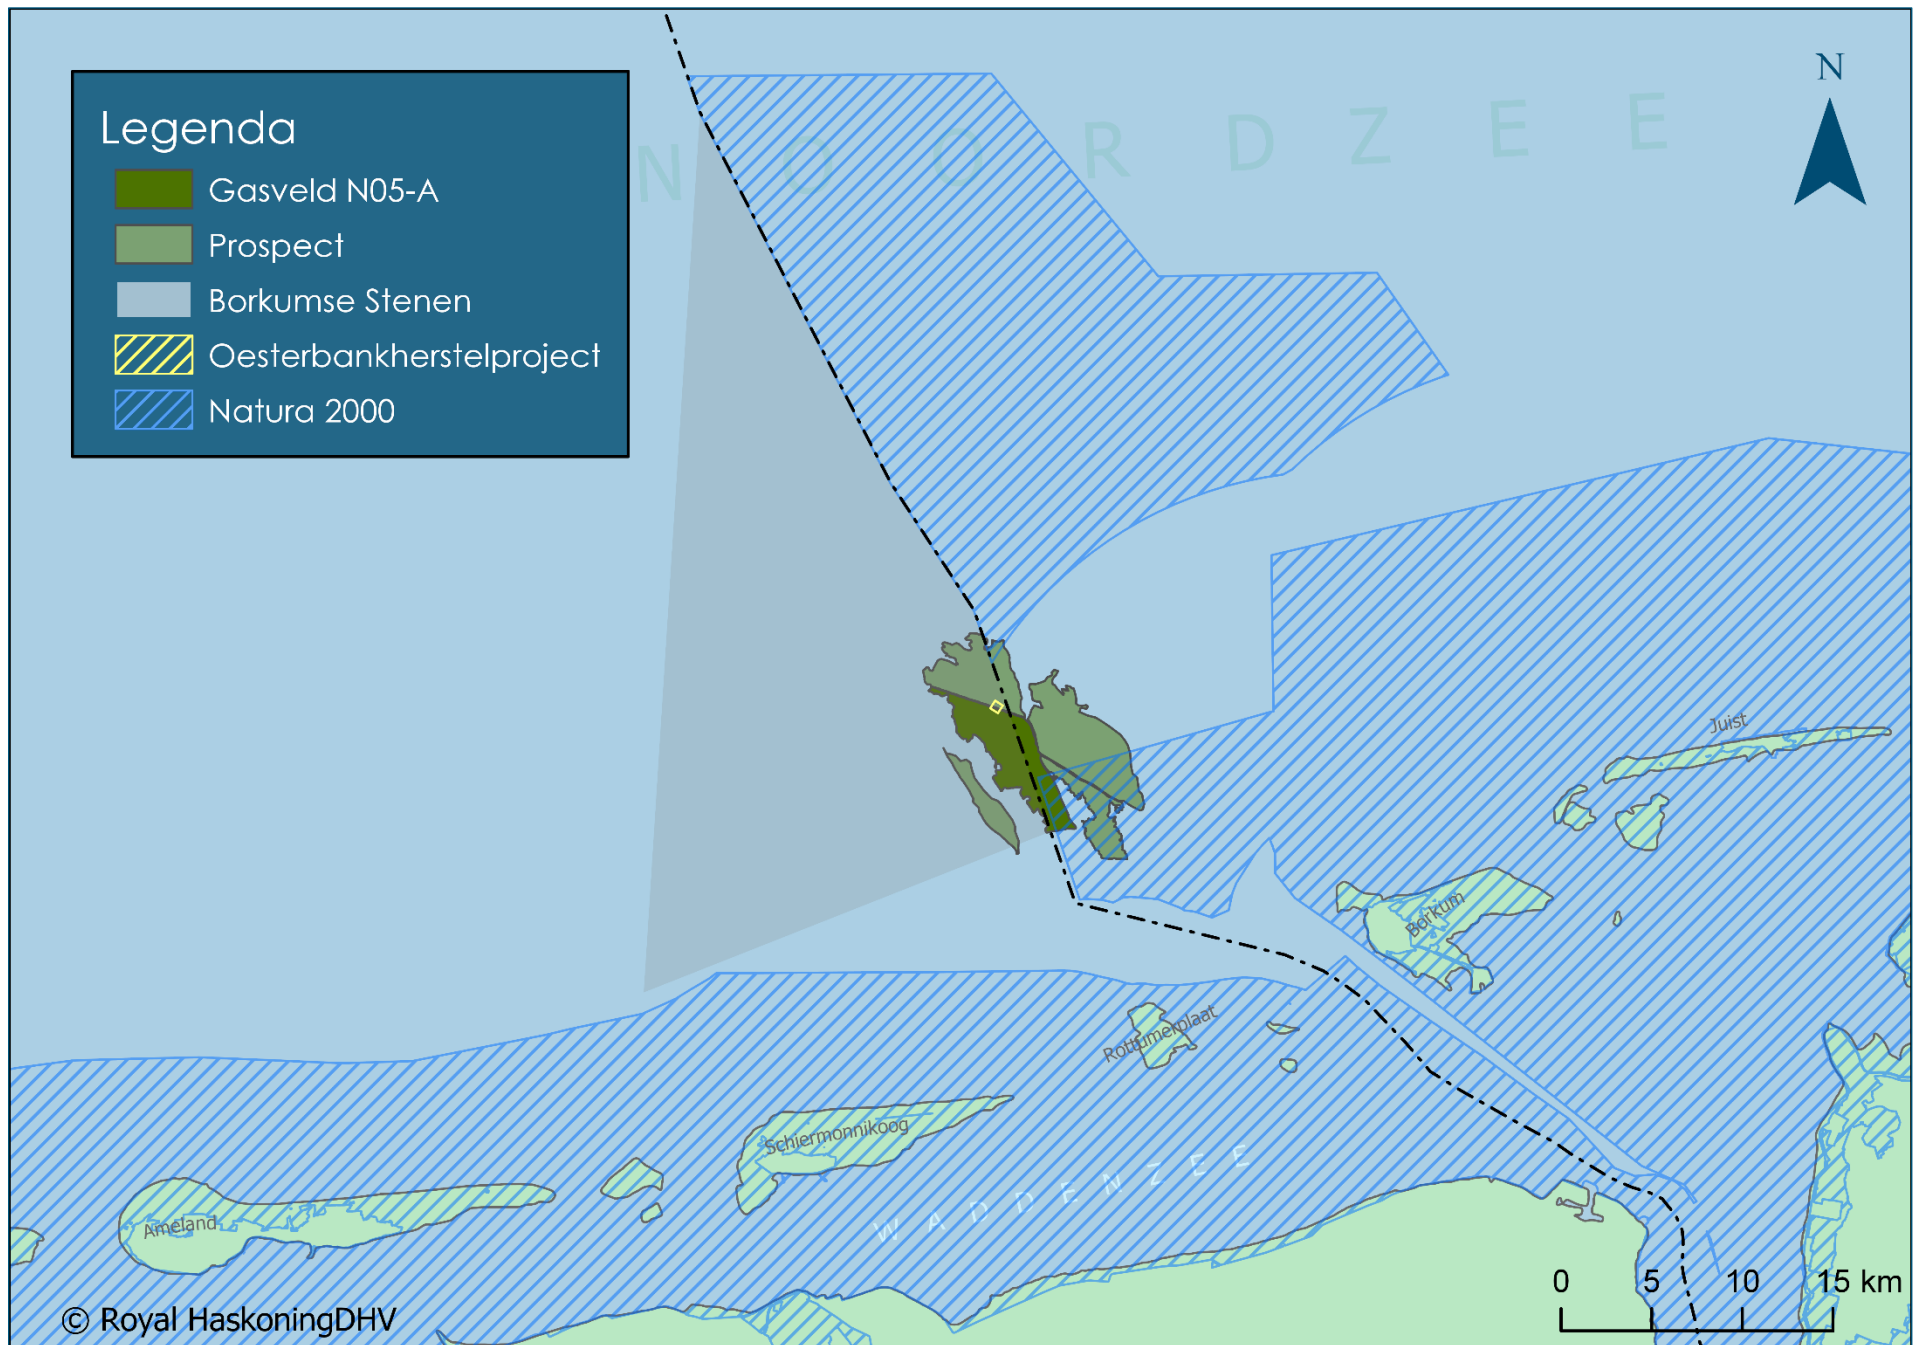 N O O R D Z E E
N
Legenda
Gasveld N05-A
Prospect
Borkumse Stenen
Oesterbankherstelproject
Natura 2000
Juist
Borkum
Rottumerplaat
Schiermonnikoog
W A D D E N Z E E
Ameland
0 5 10 15 km
© Royal HaskoningDHV